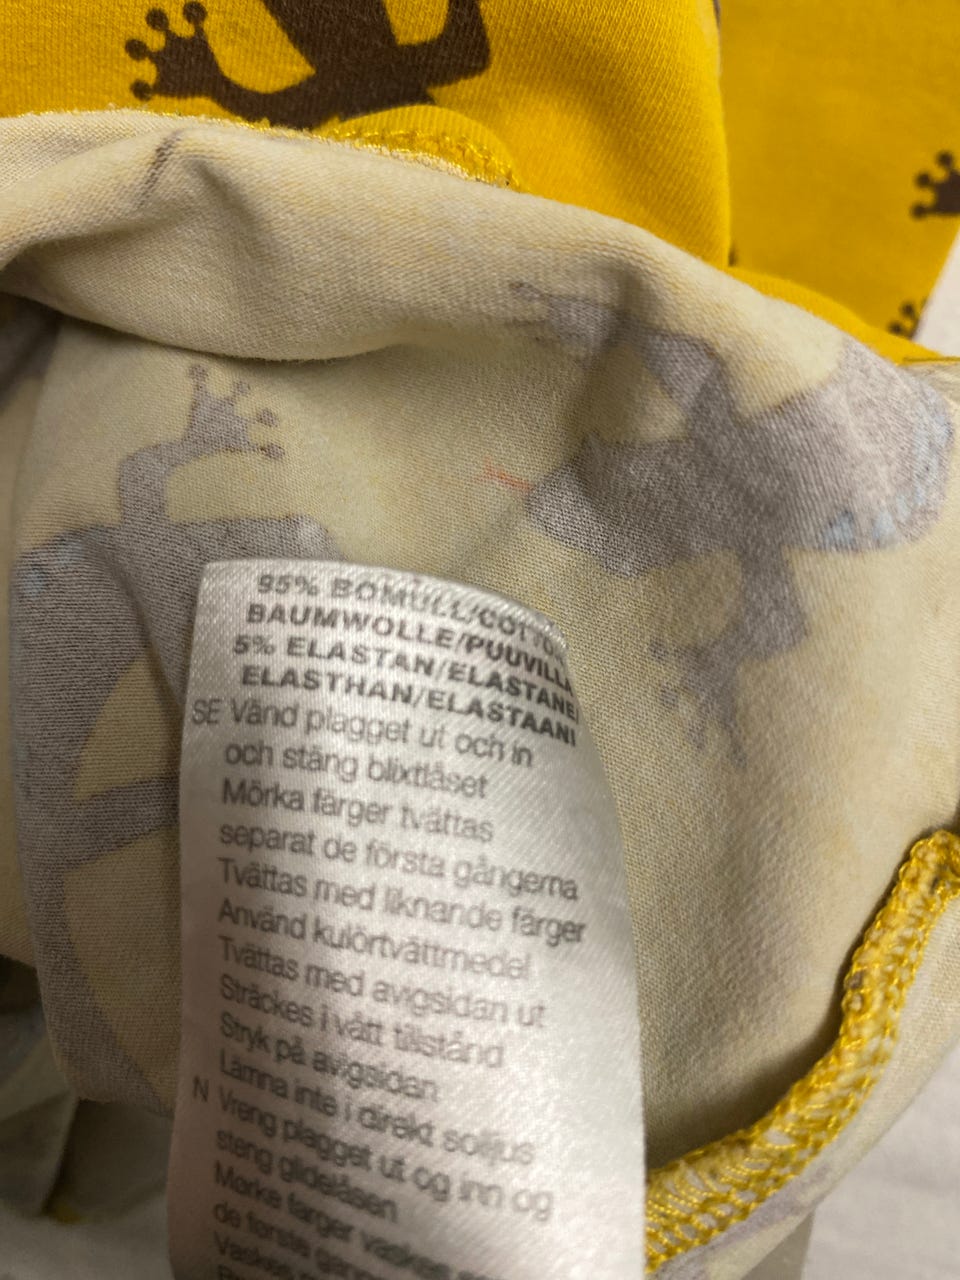 95% BOMULL/COTTON
BAUMWOLLE/PUUVILLA
5% ELASTAN/ELASTANE/
ELASTHAN/ELASTAANI
SE Vänd plagget ut och in
och stäng blixtlåset
Mörka färger tvättas
separat de första gångerna
Tvättas med liknande färger
Använd kulörtvättmedel
Tvättas med avigsidan ut
Sträckes i vått tillstånd
Stryk på avigsidan
Lämna inte i direkt solljus
N Vreng plagget ut og inn og
steng glidelåsen
Mørke farger vaskes
de første
Vaskes